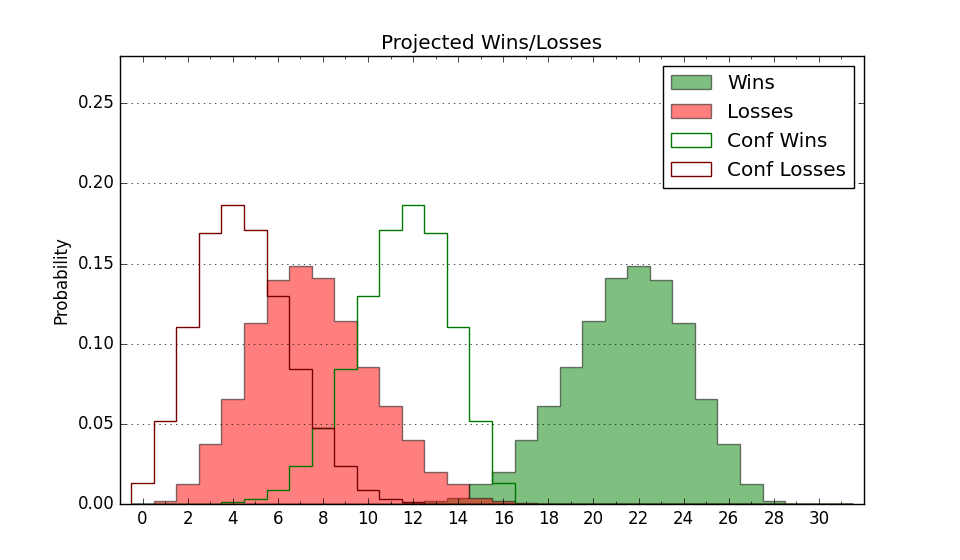 Projected Wins/Losses
Wins
Losses
Conf Wins
Conf Losses
Probability
0.25
0.20
0.15
0.10
0.05
0.00
0 2 4 6 8 10 12 14 16 18 20 22 24 26 28 30